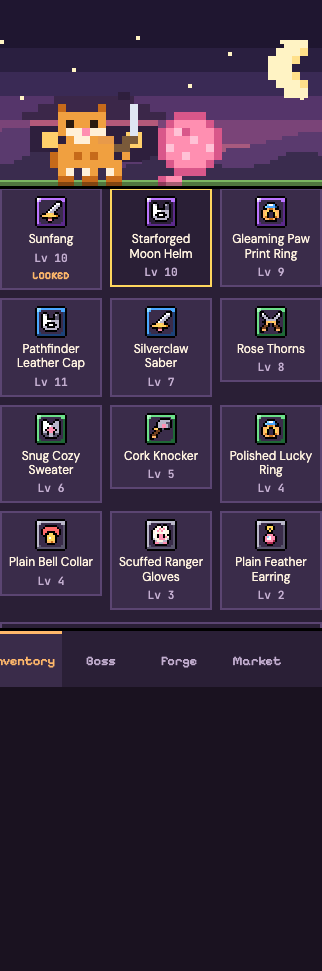 Sunfang
Lv 10
LOCKED
Starforged
Moon Helm
Lv 10
Gleaming Paw
Print Ring
Lv 9
Pathfinder
Leather Cap
Lv 11
Silverclaw
Saber
Lv 7
Rose Thorns
Lv 8
Snug Cozy
Sweater
Lv 6
Cork Knocker
Lv 5
Polished Lucky
Ring
Lv 4
Plain Bell Collar
Lv 4
Scuffed Ranger
Gloves
Lv 3
Plain Feather
Earring
Lv 2
nventory
Boss
Forge
Market